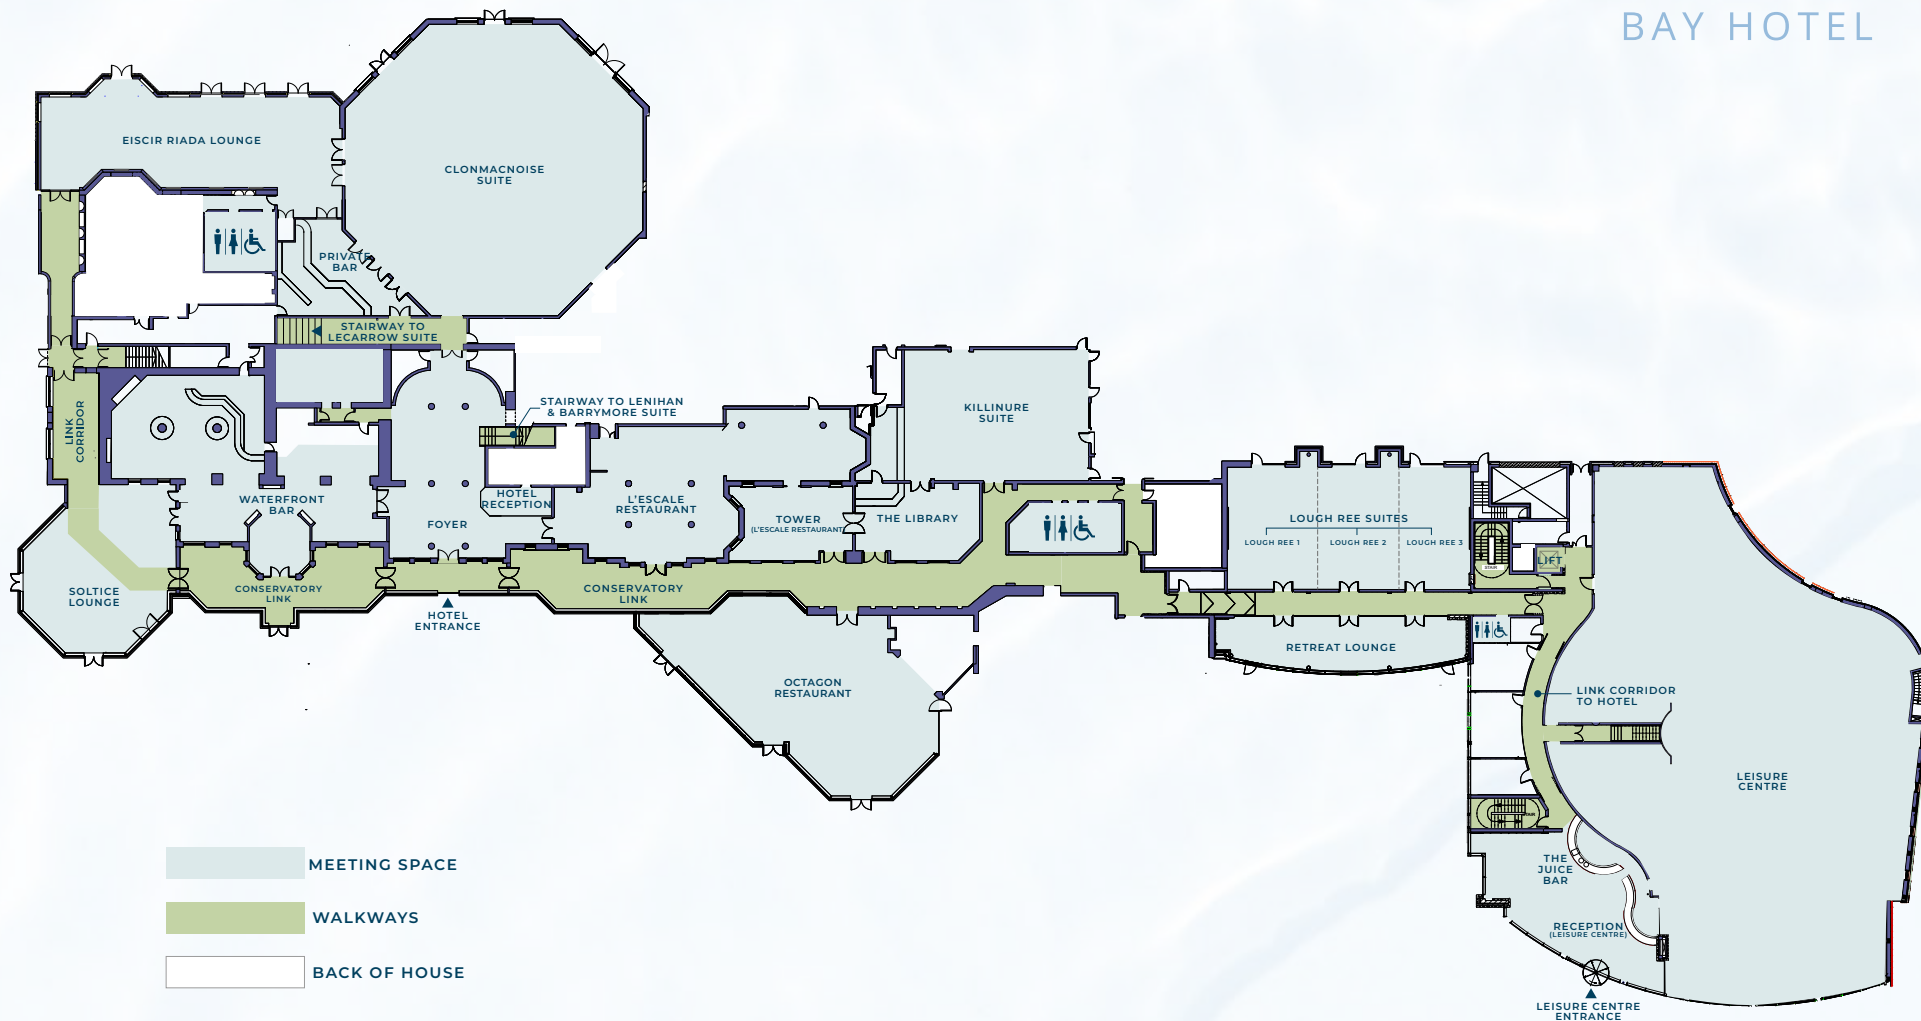 BAY HOTEL
EISCIR RIADA LOUNGE
CLONMACNOISE
SUITE
PRIVATE
BAR
STAIRWAY TO
LECARROW SUITE
STAIRWAY TO LENIHAN
& BARRYMORE SUITE
LINK
CORRIDOR
KILLINURE
SUITE
WATERFRONT
BAR
HOTEL
RECEPTION
FOYER
L'ESCALE
RESTAURANT
TOWER
(L'ESCALE RESTAURANT)
THE LIBRARY
LOUGH REE SUITES
LOUGH REE 1
LOUGH REE 2
LOUGH REE 3
STAIR
LIFT
SOLTICE
LOUNGE
CONSERVATORY
LINK
HOTEL
ENTRANCE
CONSERVATORY
LINK
RETREAT LOUNGE
OCTAGON
RESTAURANT
LINK CORRIDOR
TO HOTEL
LEISURE
CENTRE
THE
JUICE
BAR
RECEPTION
(LEISURE CENTRE)
LEISURE CENTRE
ENTRANCE
MEETING SPACE
WALKWAYS
BACK OF HOUSE